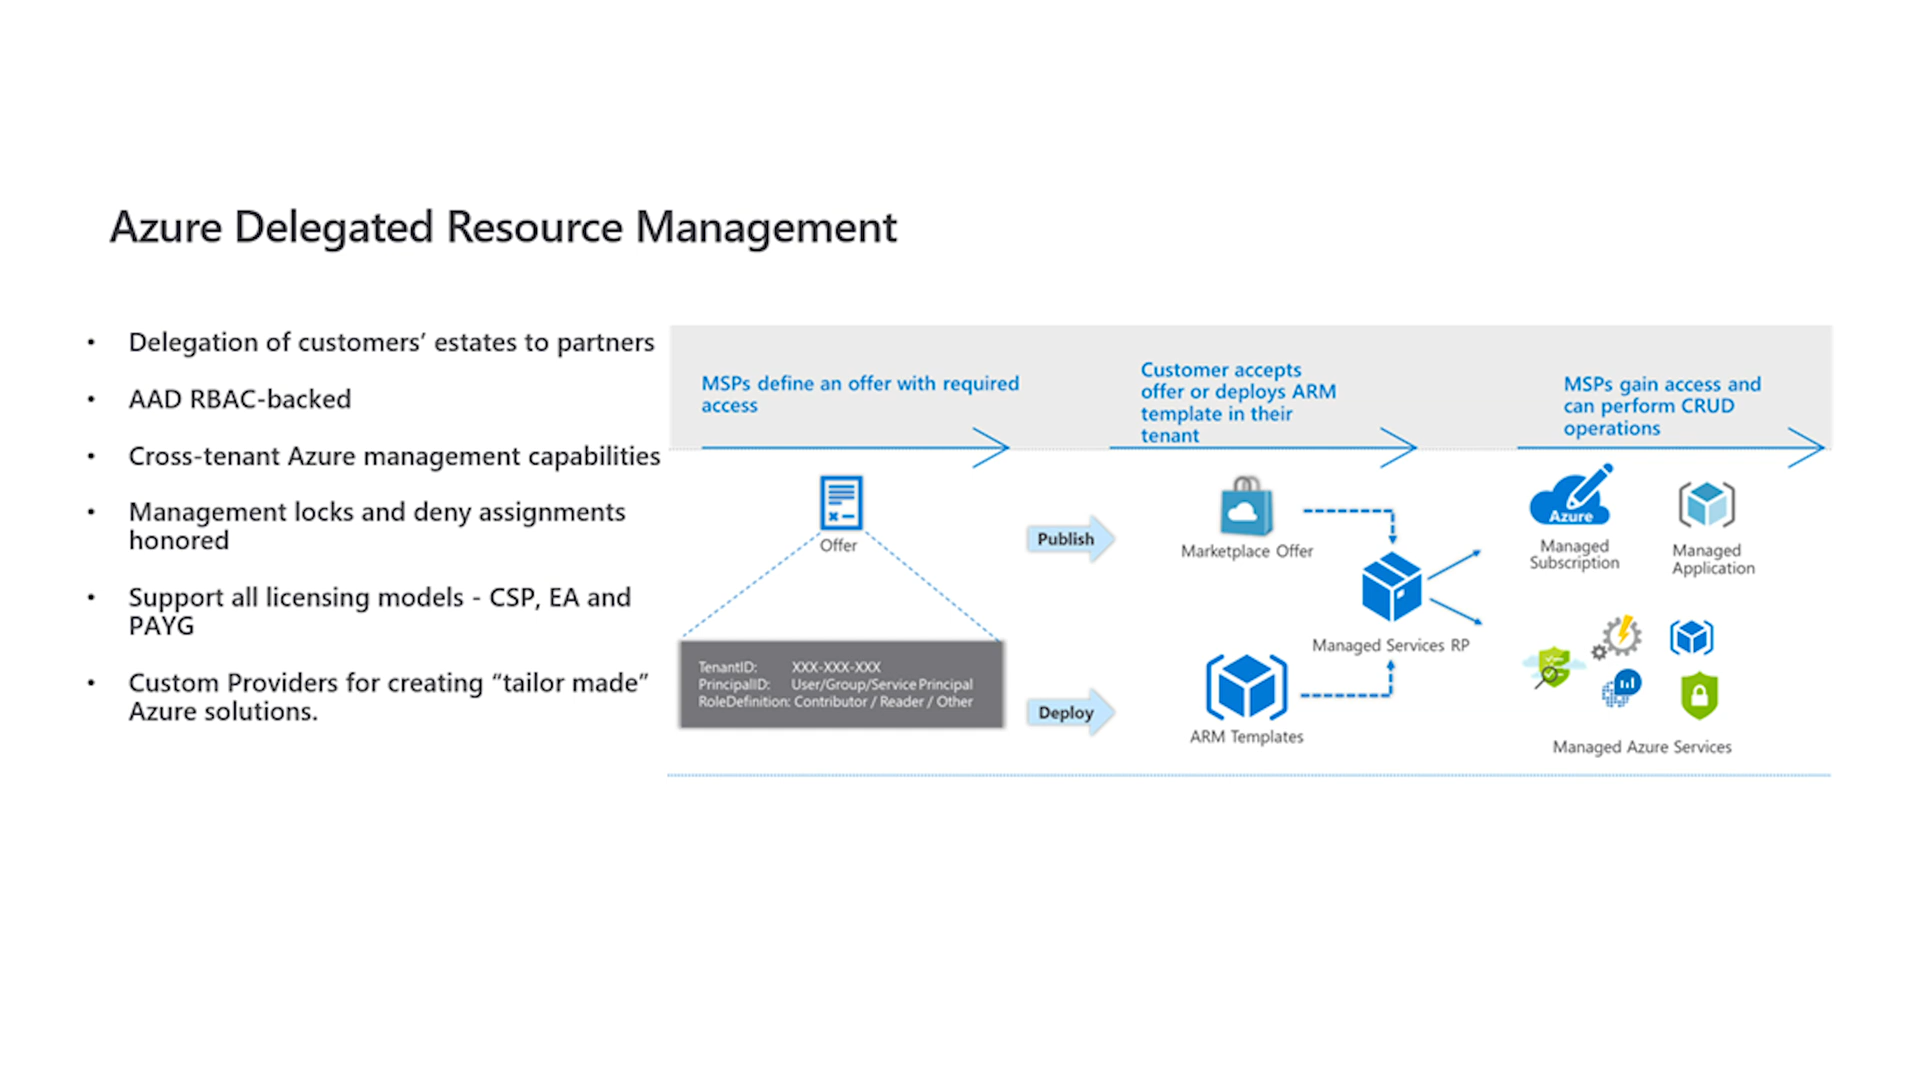 Azure Delegated Resource Management
• Delegation of customers’ estates to partners
• AAD RBAC-backed
• Cross-tenant Azure management capabilities
• Management locks and deny assignments
honored
• Support all licensing models - CSP, EA and
PAYG
• Custom Providers for creating “tailor made”
Azure solutions.
MSPs define an offer with required
access
Customer accepts
offer or deploys ARM
template in their
tenant
MSPs gain access and
can perform CRUD
operations
Offer
TenantID: XXX-XXX-XXX
PrincipalID: User/Group/Service Principal
RoleDefinition: Contributor / Reader / Other
Publish
Deploy
Marketplace Offer
ARM Templates
Managed Services RP
Azure
Managed
Subscription
Managed
Application
Managed Azure Services